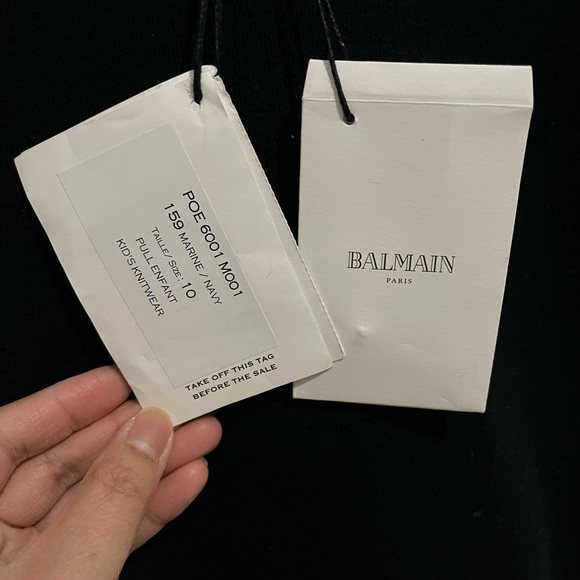 POE 6001 M001
159 MARINE / NAVY
TAILLE/ SIZE : 10
PULL ENFANT
KID'S KNITWEAR
TAKE OFF THIS TAG
BEFORE THE SALE
BALMAIN
PARIS